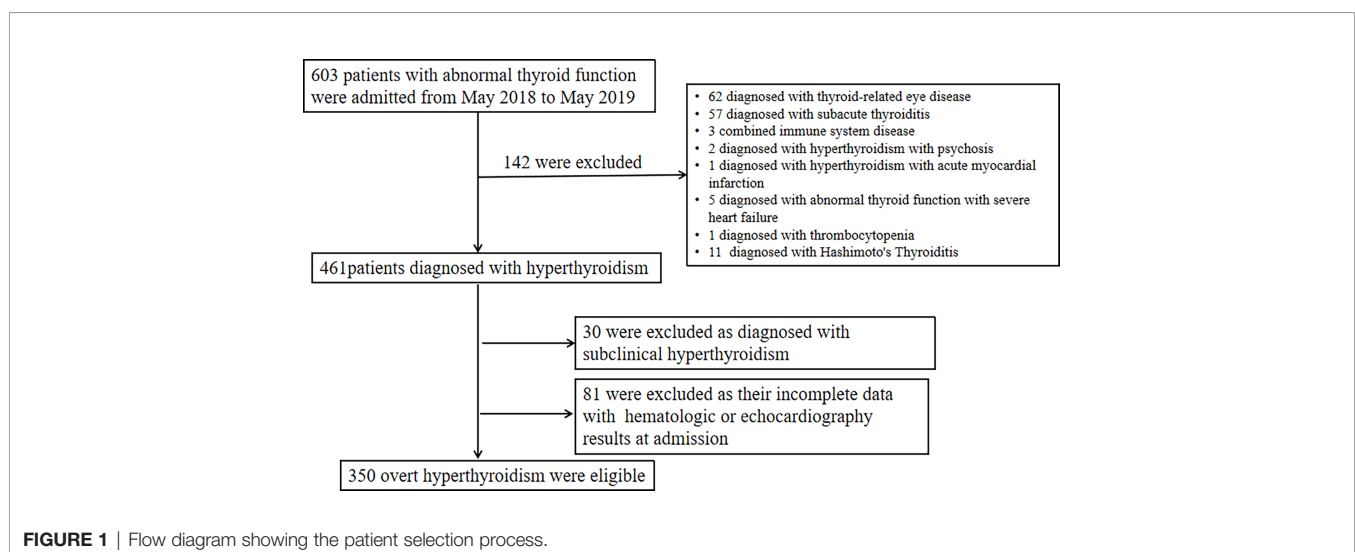 603 patients with abnormal thyroid function
were admitted from May 2018 to May 2019
142 were excluded
• 62 diagnosed with thyroid-related eye disease
• 57 diagnosed with subacute thyroiditis
• 3 combined immune system disease
• 2 diagnosed with hyperthyroidism with psychosis
• 1 diagnosed with hyperthyroidism with acute myocardial
infarction
• 5 diagnosed with abnormal thyroid function with severe
heart failure
• 1 diagnosed with thrombocytopenia
• 11 diagnosed with Hashimoto's Thyroiditis
461patients diagnosed with hyperthyroidism
30 were excluded as diagnosed with
subclinical hyperthyroidism
81 were excluded as their incomplete data
with hematologic or echocardiography
results at admission
350 overt hyperthyroidism were eligible
FIGURE 1 | Flow diagram showing the patient selection process.